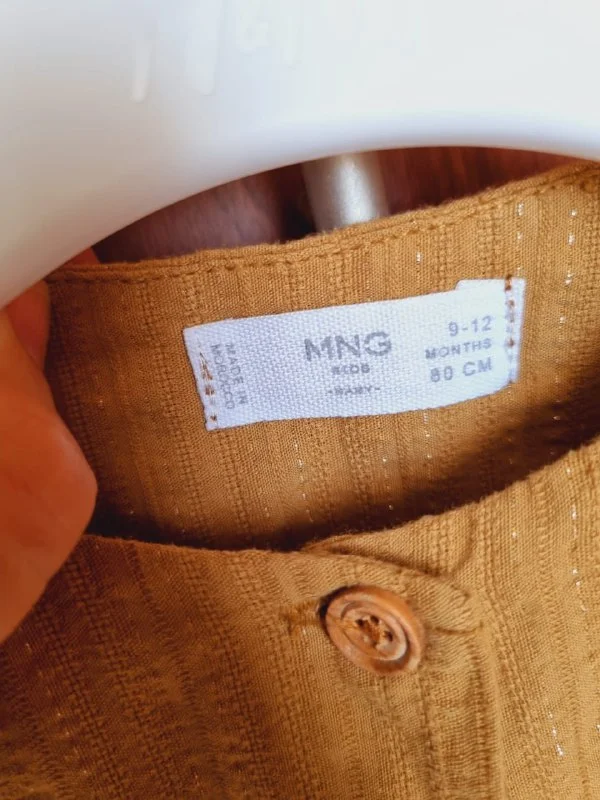 MNG
KIDS
-BABY-
9-12
MONTHS
80 CM
MADE IN
MOROCCO